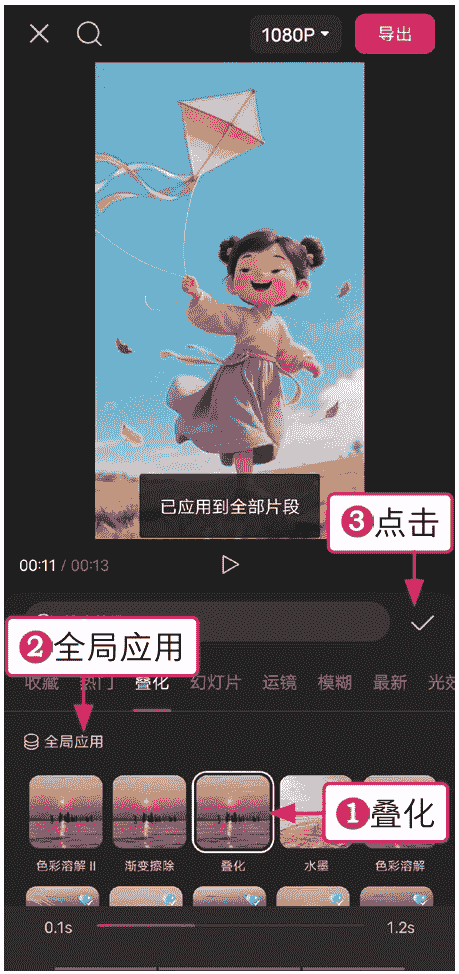 1080P
导出
已应用到全部片段
❸点击
00:11 / 00:13
❷全局应用
收藏 热门 叠化 幻灯片 运镜 模糊 最新 光效
全局应用
❶叠化
色彩溶解 II 渐变擦除 叠化 水墨 色彩溶解
0.1s 1.2s